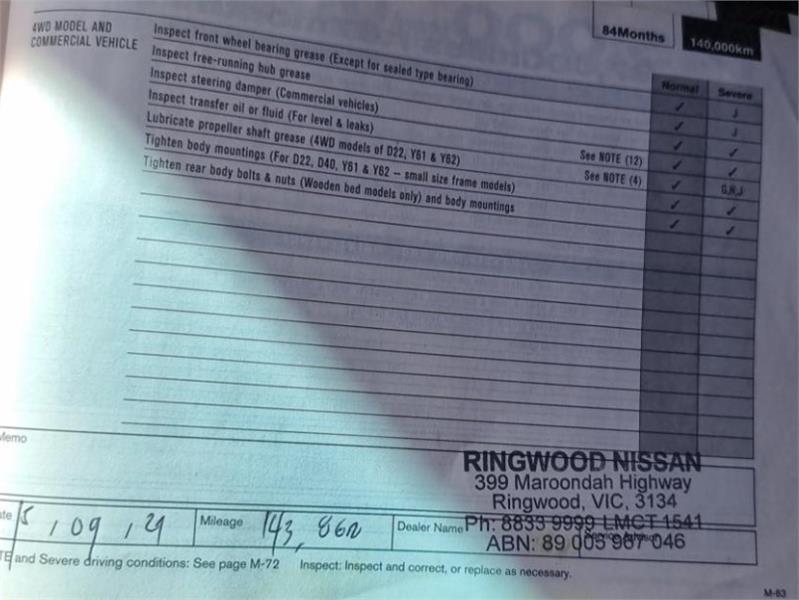 84Months
140,000km
4WD MODEL AND
COMMERCIAL VEHICLE
Normal Severe
Inspect front wheel bearing grease (Except for sealed type bearing) ✓ J
Inspect free-running hub grease ✓ J
Inspect steering damper (Commercial vehicles) ✓ ✓
Inspect transfer oil or fluid (For level & leaks) ✓ ✓
Lubricate propeller shaft grease (4WD models of D22, Y61 & Y62) See NOTE (12) ✓ G,H,J
Tighten body mountings (For D22, D40, Y61 & Y62 – small size frame models) See NOTE (4) ✓ ✓
Tighten rear body bolts & nuts (Wooden bed models only) and body mountings ✓ ✓
Memo
RINGWOOD NISSAN
399 Maroondah Highway
Ringwood, VIC, 3134
Ph: 8833 9999 LMCT 1541
ABN: 89 005 967 046
Mileage 143,862
Dealer Name
and Severe driving conditions: See page M-72 Inspect: Inspect and correct, or replace as necessary.
M-63